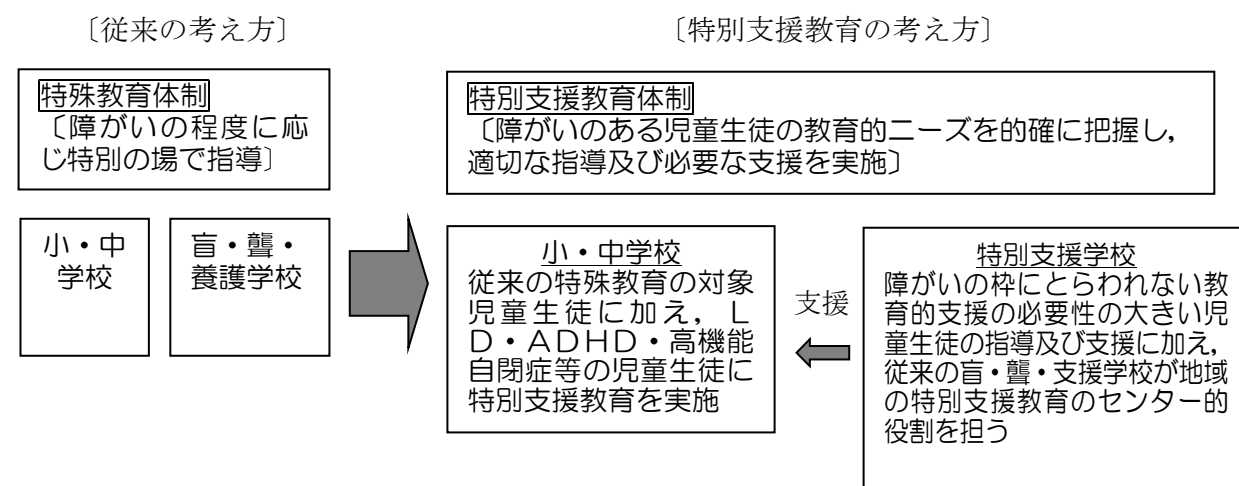 〔従来の考え方〕
〔特別支援教育の考え方〕
特殊教育体制
〔障がいの程度に応
じ特別の場で指導〕
特別支援教育体制
〔障がいのある児童生徒の教育的ニーズを的確に把握し,
適切な指導及び必要な支援を実施〕
小・中
学校
盲・聾・
養護学校
小・中学校
従来の特殊教育の対象
児童生徒に加え,L
D・ADHD・高機能
自閉症等の児童生徒に
特別支援教育を実施
支援
特別支援学校
障がいの枠にとらわれない教
育的支援の必要性の大きい児
童生徒の指導及び支援に加え,
従来の盲・聾・支援学校が地域
の特別支援教育のセンター的
役割を担う